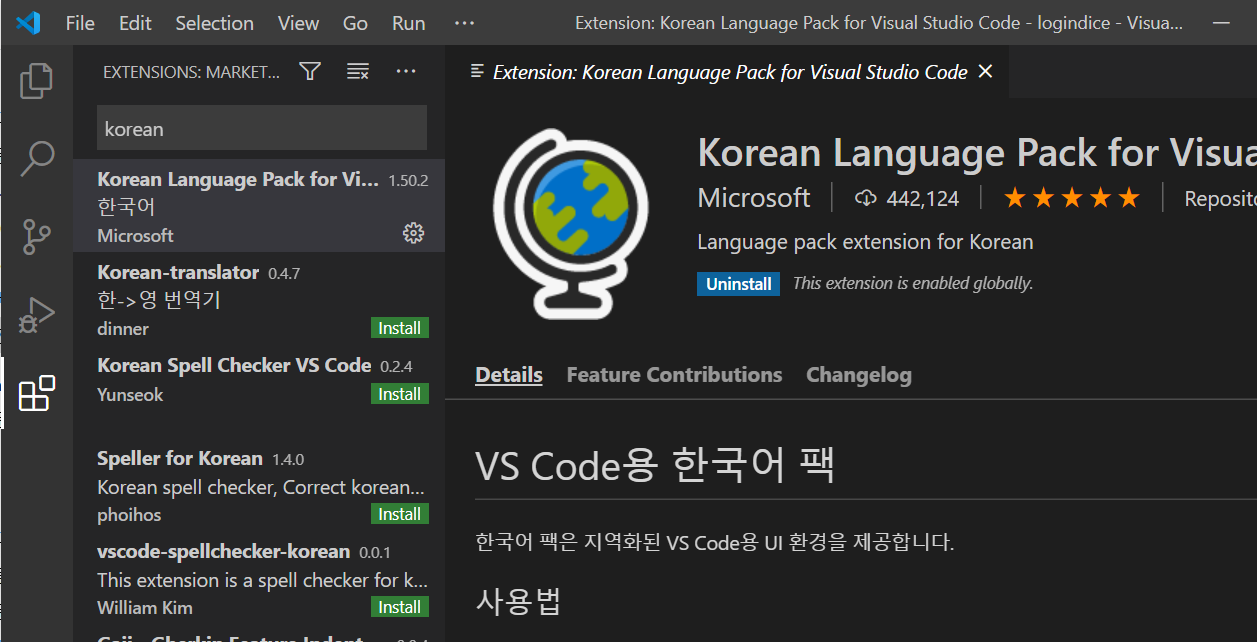 File Edit Selection View Go Run ··· Extension: Korean Language Pack for Visual Studio Code - logindice - Visua...
EXTENSIONS: MARKET... ···
korean
Korean Language Pack for Vi... 1.50.2
한국어
Microsoft
Korean-translator 0.4.7
한->영 번역기
dinner Install
Korean Spell Checker VS Code 0.2.4
Yunseok Install
Speller for Korean 1.4.0
Korean spell checker, Correct korean...
phoihos Install
vscode-spellchecker-korean 0.0.1
This extension is a spell checker for k...
William Kim Install
Extension: Korean Language Pack for Visual Studio Code
Korean Language Pack for Visua
Microsoft 442,124 ★★★★★ Reposito
Language pack extension for Korean
Uninstall This extension is enabled globally.
Details Feature Contributions Changelog
VS Code용 한국어 팩
한국어 팩은 지역화된 VS Code용 UI 환경을 제공합니다.
사용법